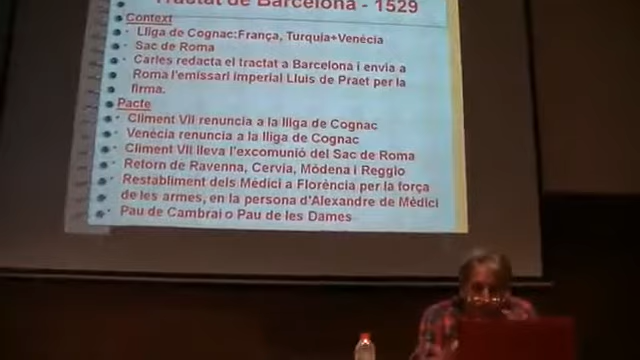 Tractat de Barcelona - 1529
Context
Lliga de Cognac:França, Turquia+Venécia
Sac de Roma
Carles redacta el tractat a Barcelona i envia a
Roma l'emissari imperial Lluis de Praet per la
firma.
Pacte
Climent VII renuncia a la lliga de Cognac
Venécia renuncia a la lliga de Cognac
Climent VII lleva l'excomunió del Sac de Roma
Retorn de Ravenna, Cervia, Mòdena i Reggio
Restabliment dels Mèdici a Florència per la força
de les armes, en la persona d'Alexandre de Mèdici
Pau de Cambrai o Pau de les Dames